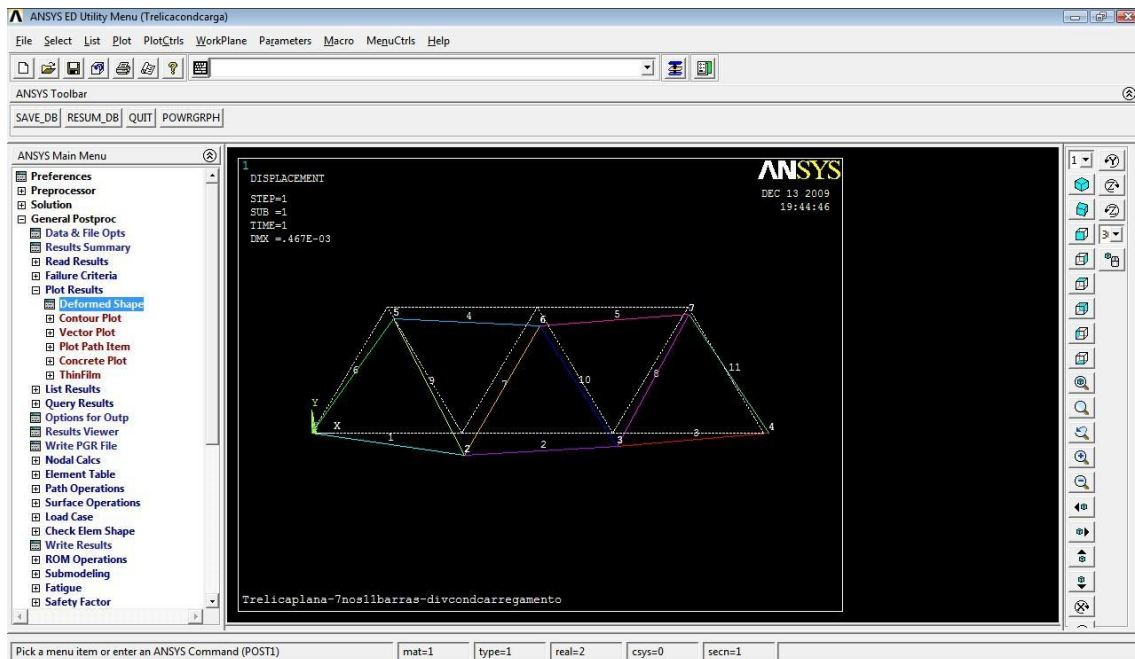 ANSYS ED Utility Menu (Trelicacondcarga)
File Select List Plot PlotCtrls WorkPlane Parameters Macro MenuCtrls Help
ANSYS Toolbar
SAVE_DB RESUM_DB QUIT POWRGRPH
ANSYS Main Menu
Preferences
Preprocessor
Solution
General Postproc
Data & File Opts
Results Summary
Read Results
Failure Criteria
Plot Results
Deformed Shape
Contour Plot
Vector Plot
Plot Path Item
Concrete Plot
ThinFilm
List Results
Query Results
Options for Outp
Results Viewer
Write PGR File
Nodal Calcs
Element Table
Path Operations
Surface Operations
Load Case
Check Elem Shape
Write Results
ROM Operations
Submodeling
Fatigue
Safety Factor
1
DISPLACEMENT
STEP=1
SUB =1
TIME=1
DMX =.467E-03
ANSYS
DEC 13 2009
19:44:46
5 4 6 5 7
6 9 7 10 8 11
Y
X
1 2 2 3 3 4
Trelicaplana-7nos11barras-divcondcarregamento
1
Pick a menu item or enter an ANSYS Command (POST1) mat=1 type=1 real=2 csys=0 secn=1